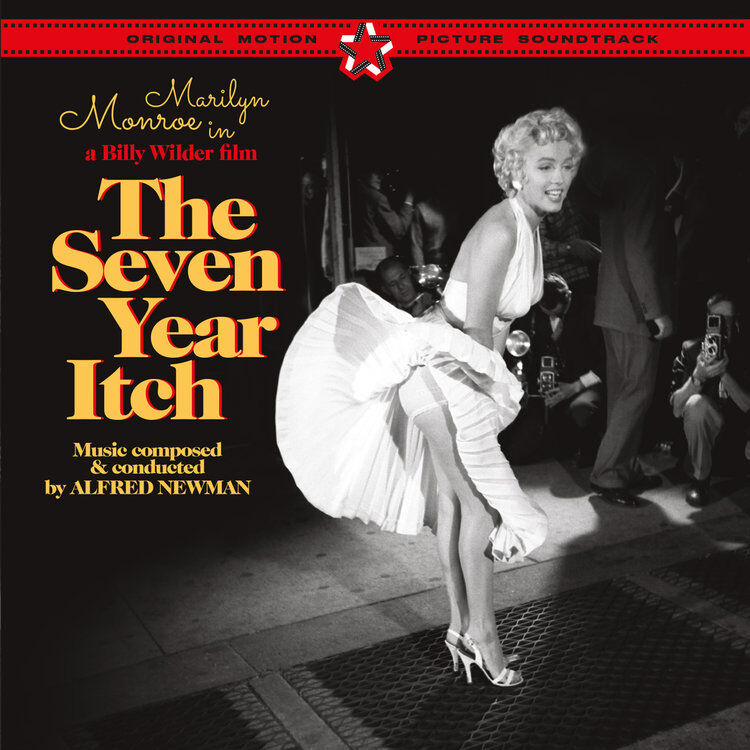 ORIGINAL MOTION PICTURE SOUNDTRACK
Marilyn
Monroe in
a Billy Wilder film
The
Seven
Year
Itch
Music composed
& conducted
by ALFRED NEWMAN